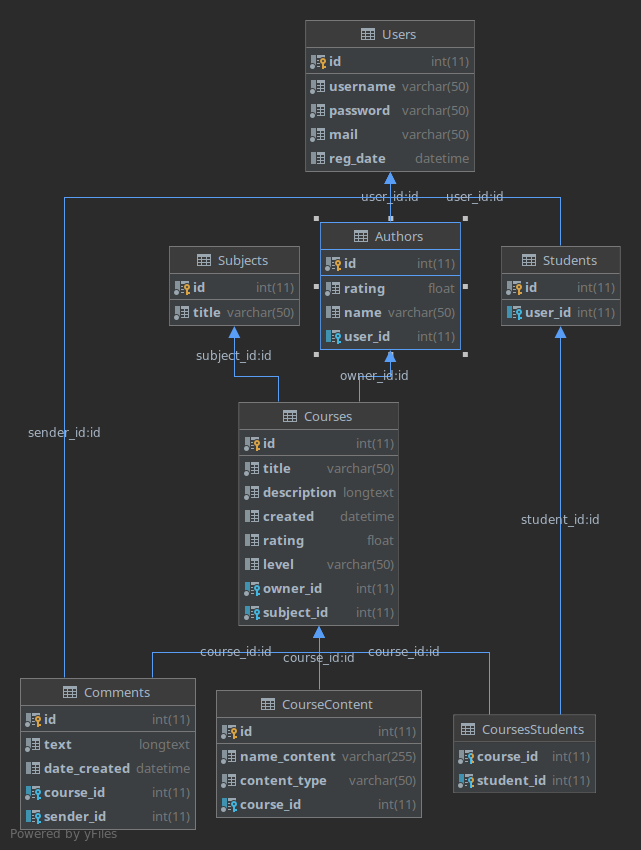 Users
id int(11)
username varchar(50)
password varchar(50)
mail varchar(50)
reg_date datetime
user_id:id user_id:id
Subjects
id int(11)
title varchar(50)
Authors
id int(11)
rating float
name varchar(50)
user_id int(11)
Students
id int(11)
user_id int(11)
subject_id:id
owner_id:id
sender_id:id
Courses
id int(11)
title varchar(50)
description longtext
created datetime
rating float
level varchar(50)
owner_id int(11)
subject_id int(11)
student_id:id
course_id:id course_id:id course_id:id
Comments
id int(11)
text longtext
date_created datetime
course_id int(11)
sender_id int(11)
CourseContent
id int(11)
name_content varchar(255)
content_type varchar(50)
course_id int(11)
CoursesStudents
course_id int(11)
student_id int(11)
Powered by yFiles